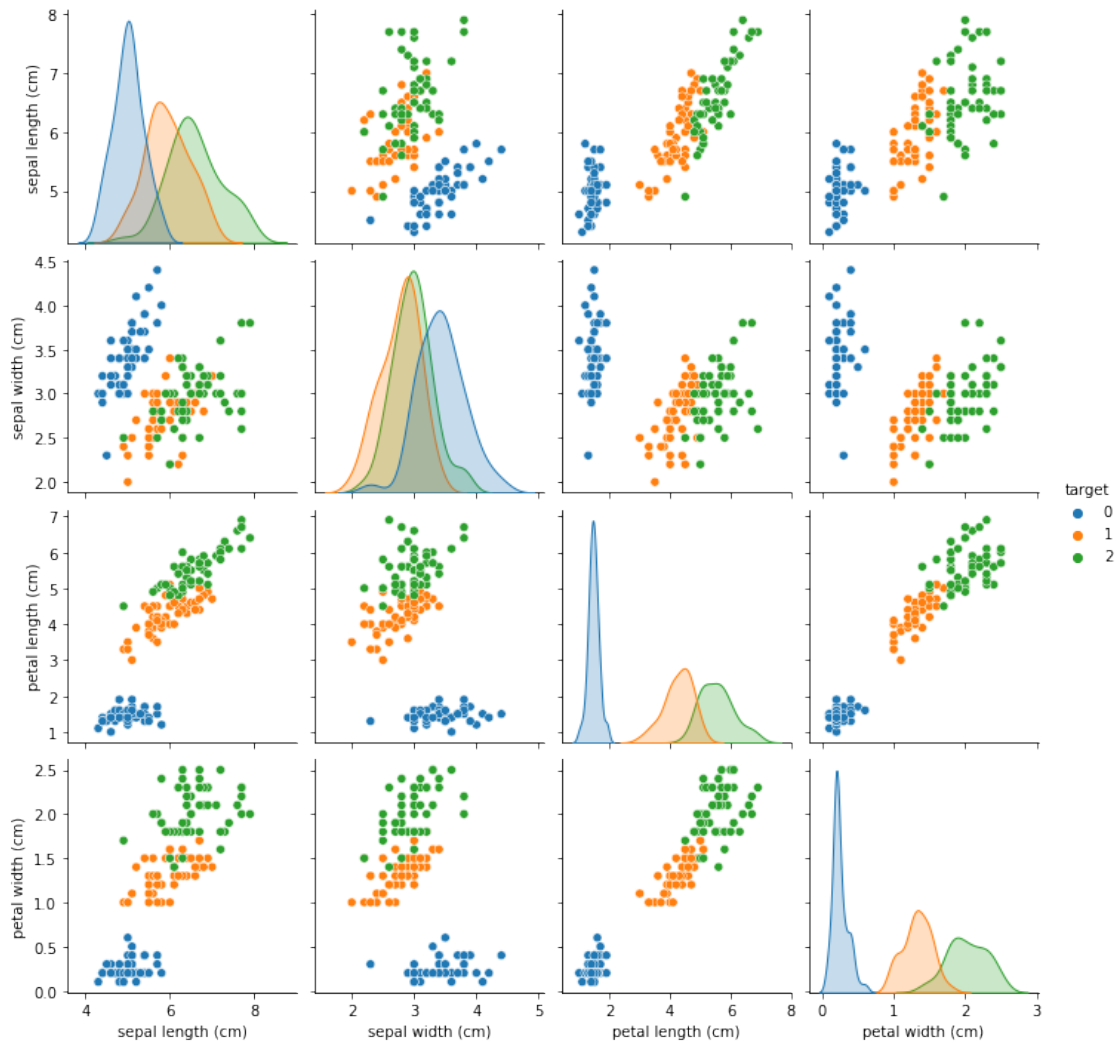 8
7
6
5
sepal length (cm)
4.5
4.0
3.5
3.0
2.5
2.0
sepal width (cm)
target
0
1
2
7
6
5
4
3
2
1
petal length (cm)
2.5
2.0
1.5
1.0
0.5
0.0
petal width (cm)
4 6 8
2 3 4 5
2 4 6 8
0 1 2 3
sepal length (cm)
sepal width (cm)
petal length (cm)
petal width (cm)